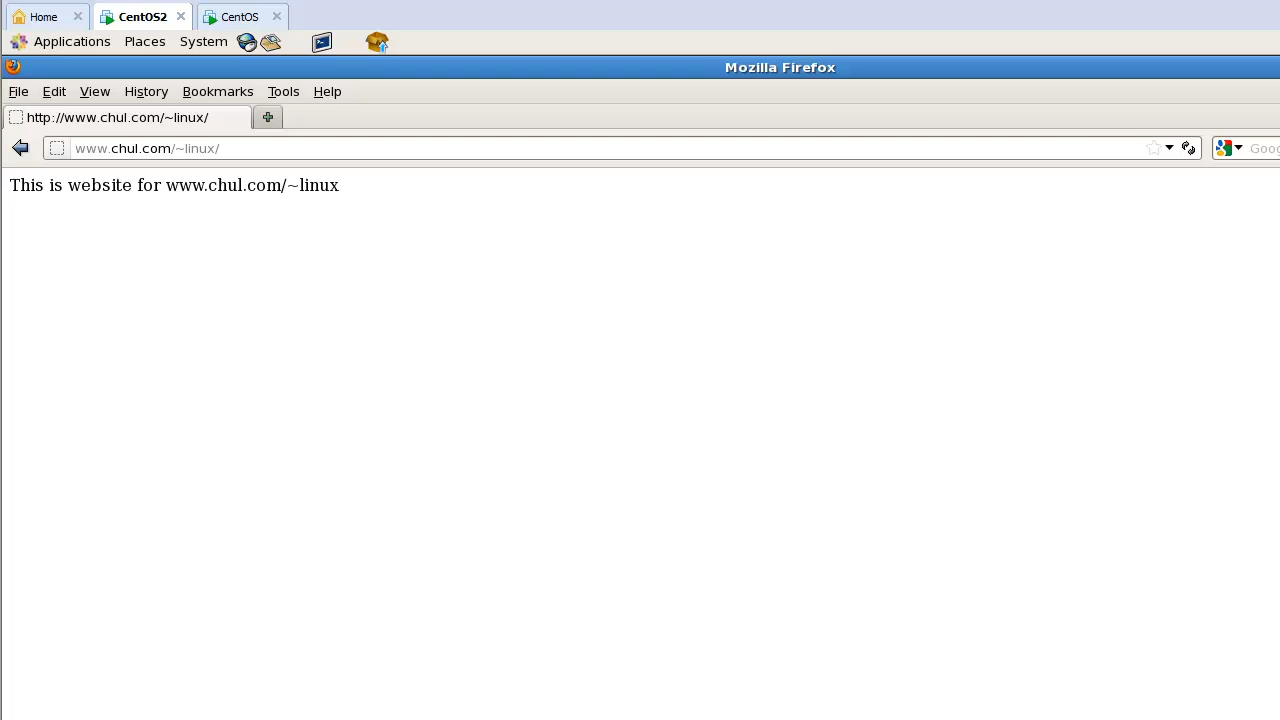 Home CentOS2 CentOS
Applications Places System
Mozilla Firefox
File Edit View History Bookmarks Tools Help
http://www.chul.com/~linux/
www.chul.com/~linux/ Goog
This is website for www.chul.com/~linux